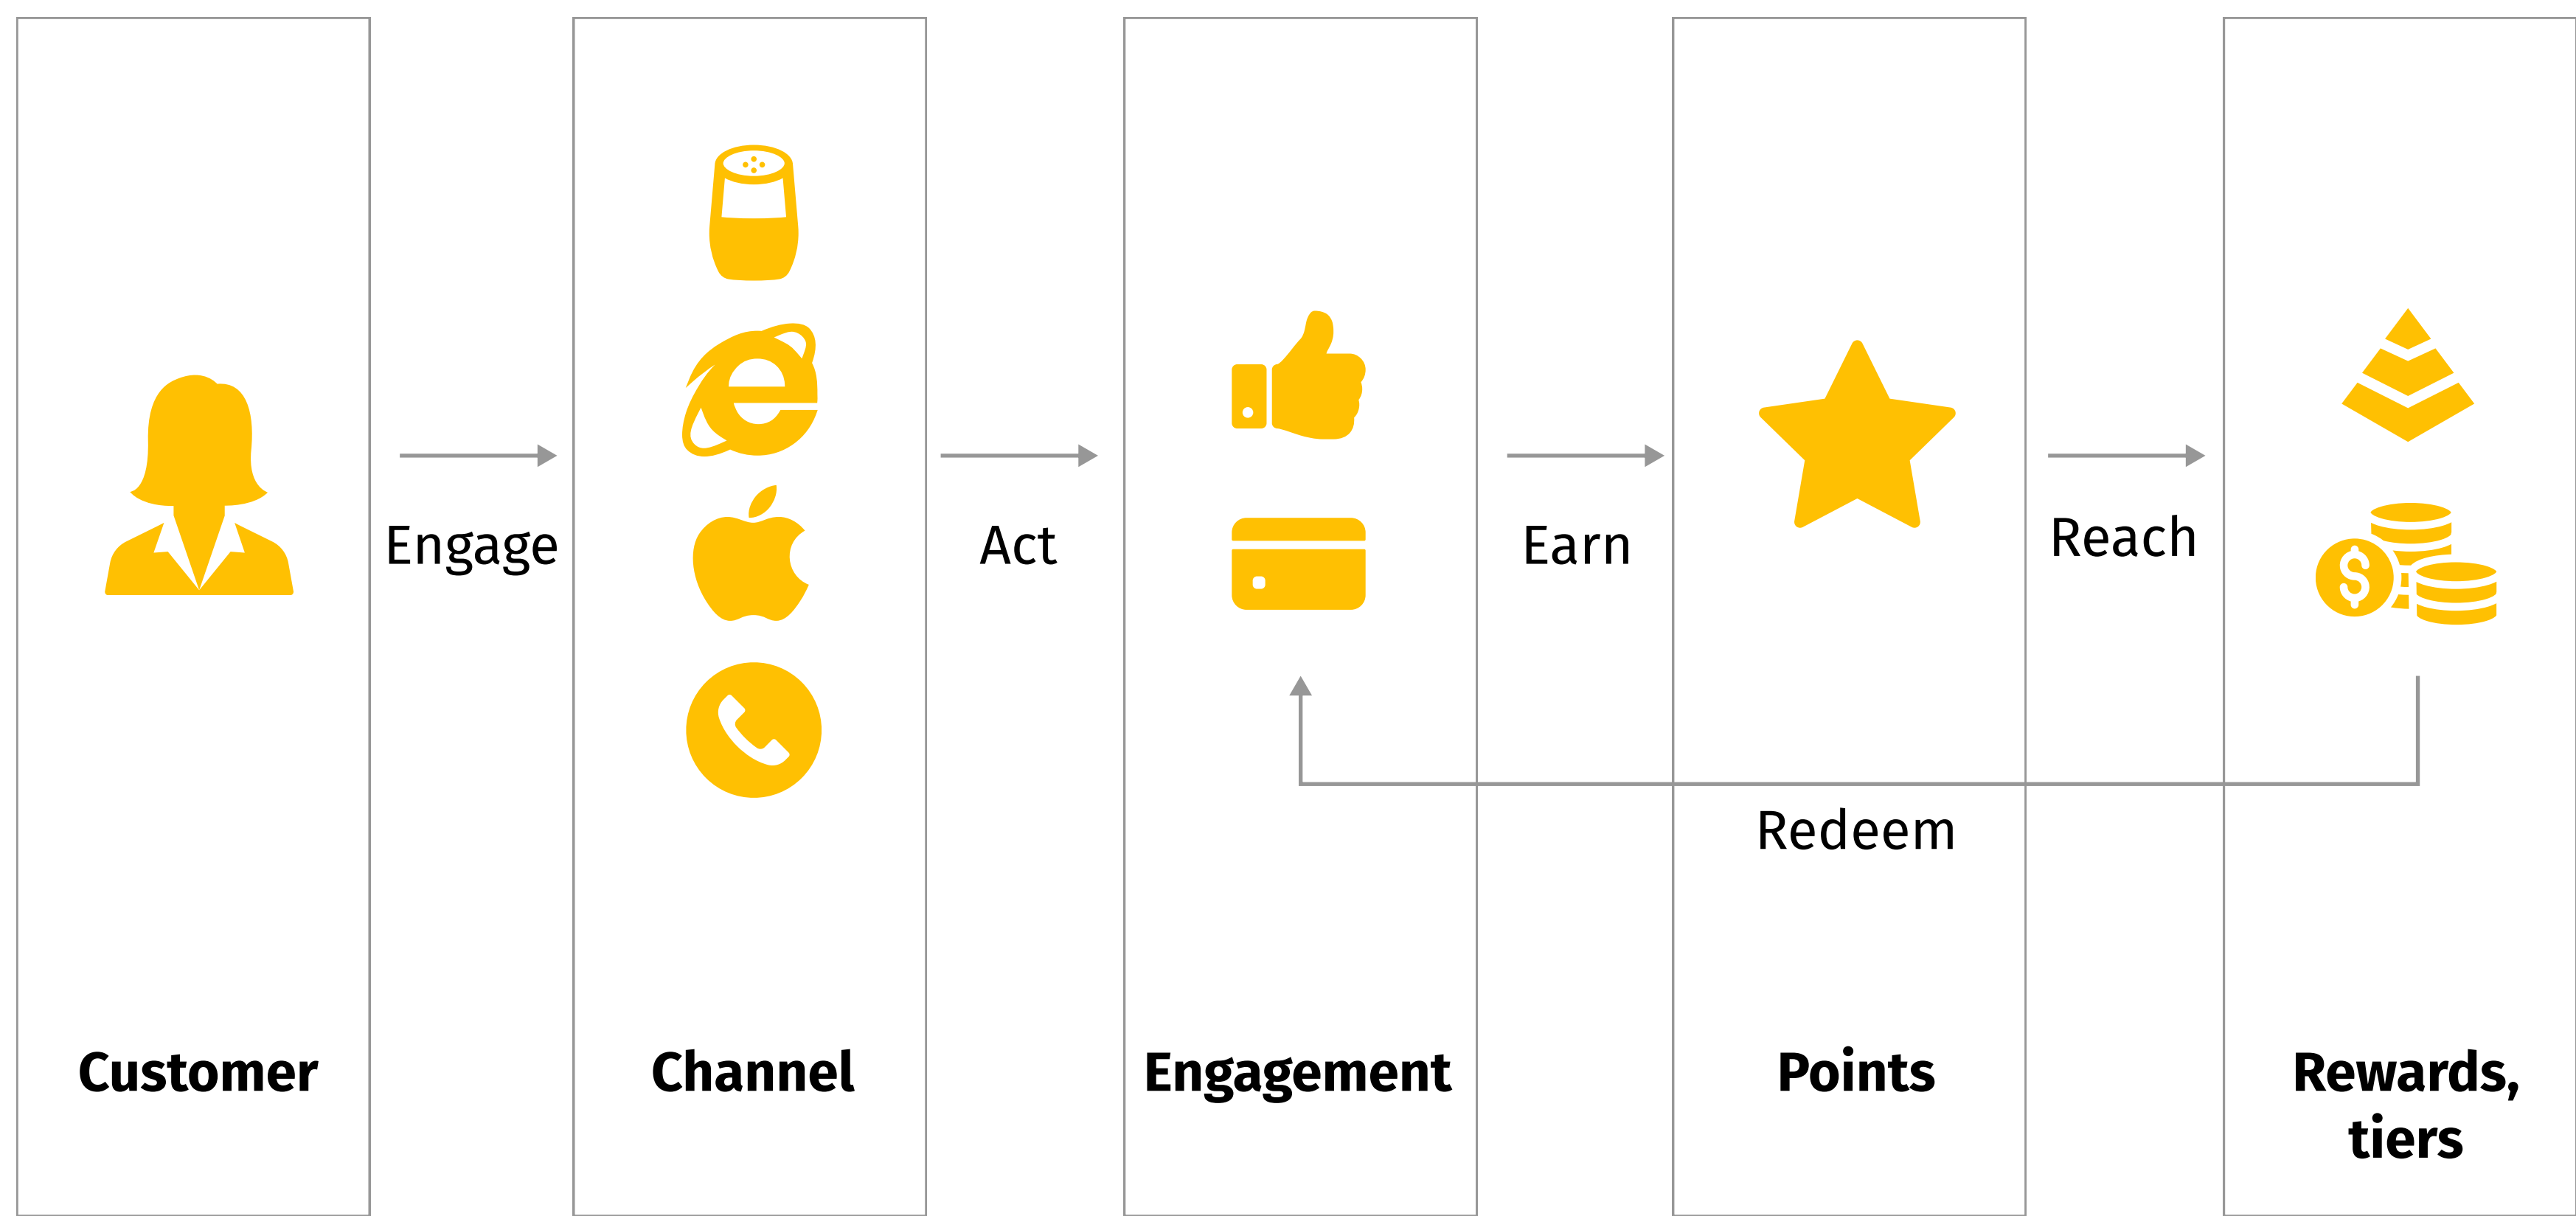 Engage
Act
Earn
Reach
Redeem
Customer
Channel
Engagement
Points
Rewards,
tiers